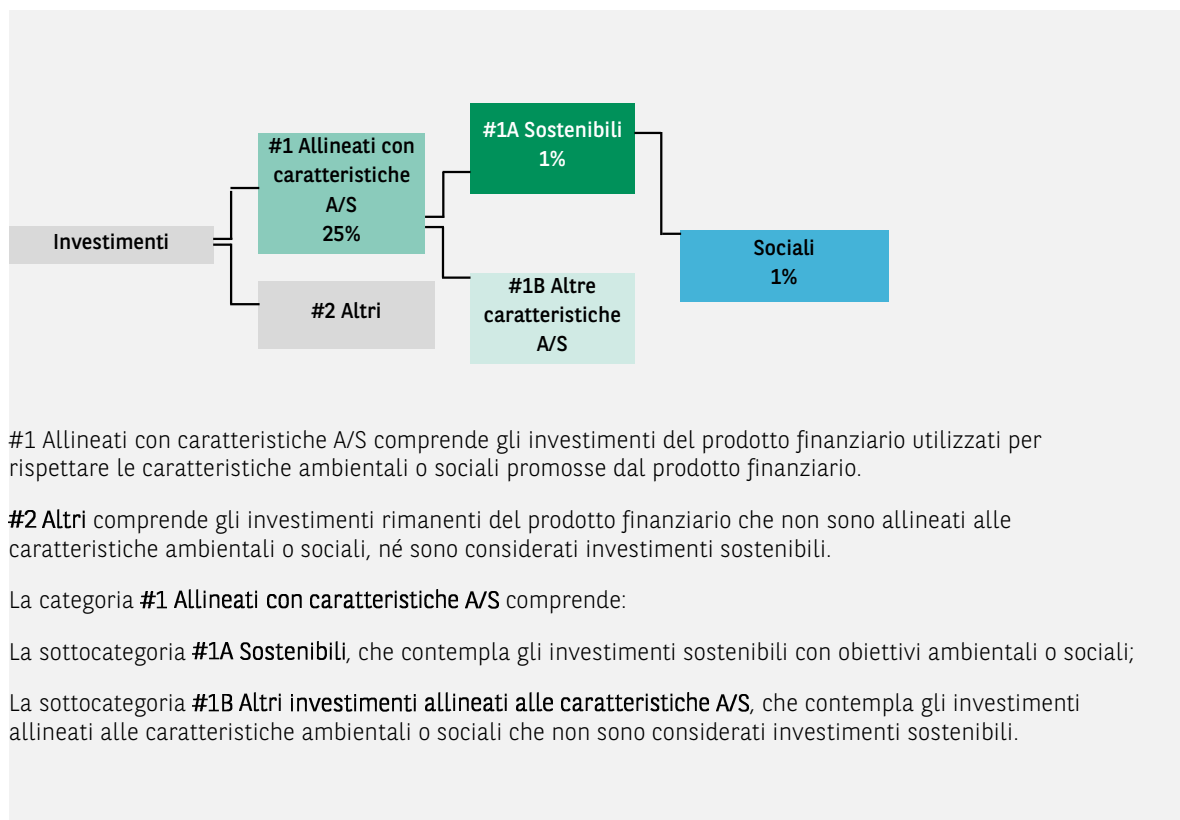 #1A Sostenibili
1%
#1 Allineati con
caratteristiche
A/S
25%
Investimenti
Sociali
1%
#1B Altre
caratteristiche
A/S
#2 Altri
#1 Allineati con caratteristiche A/S comprende gli investimenti del prodotto finanziario utilizzati per
rispettare le caratteristiche ambientali o sociali promosse dal prodotto finanziario.
#2 Altri comprende gli investimenti rimanenti del prodotto finanziario che non sono allineati alle
caratteristiche ambientali o sociali, né sono considerati investimenti sostenibili.
La categoria #1 Allineati con caratteristiche A/S comprende:
La sottocategoria #1A Sostenibili, che contempla gli investimenti sostenibili con obiettivi ambientali o sociali;
La sottocategoria #1B Altri investimenti allineati alle caratteristiche A/S, che contempla gli investimenti
allineati alle caratteristiche ambientali o sociali che non sono considerati investimenti sostenibili.